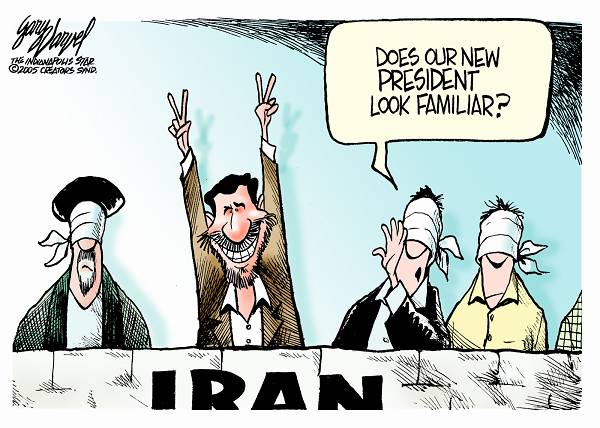 Gary Varvel
THE INDIANAPOLIS STAR
©2005 CREATORS SYND.
DOES OUR NEW
PRESIDENT
LOOK FAMILIAR?
IRAN